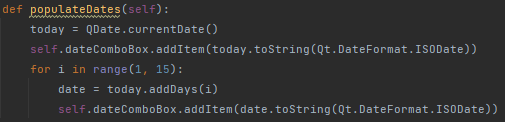 def populateDates(self):
    today = QDate.currentDate()
    self.dateComboBox.addItem(today.toString(Qt.DateFormat.ISODate))
    for i in range(1, 15):
        date = today.addDays(i)
        self.dateComboBox.addItem(date.toString(Qt.DateFormat.ISODate))